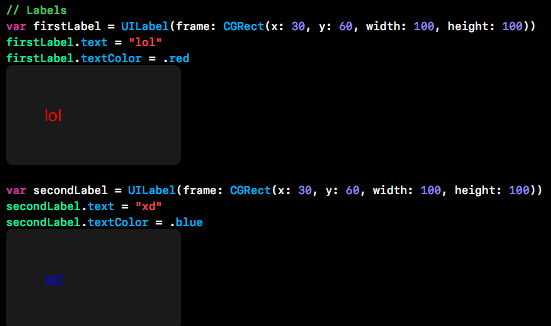 // Labels
var firstLabel = UILabel(frame: CGRect(x: 30, y: 60, width: 100, height: 100))
firstLabel.text = "lol"
firstLabel.textColor = .red
lol
var secondLabel = UILabel(frame: CGRect(x: 30, y: 60, width: 100, height: 100))
secondLabel.text = "xd"
secondLabel.textColor = .blue
xd